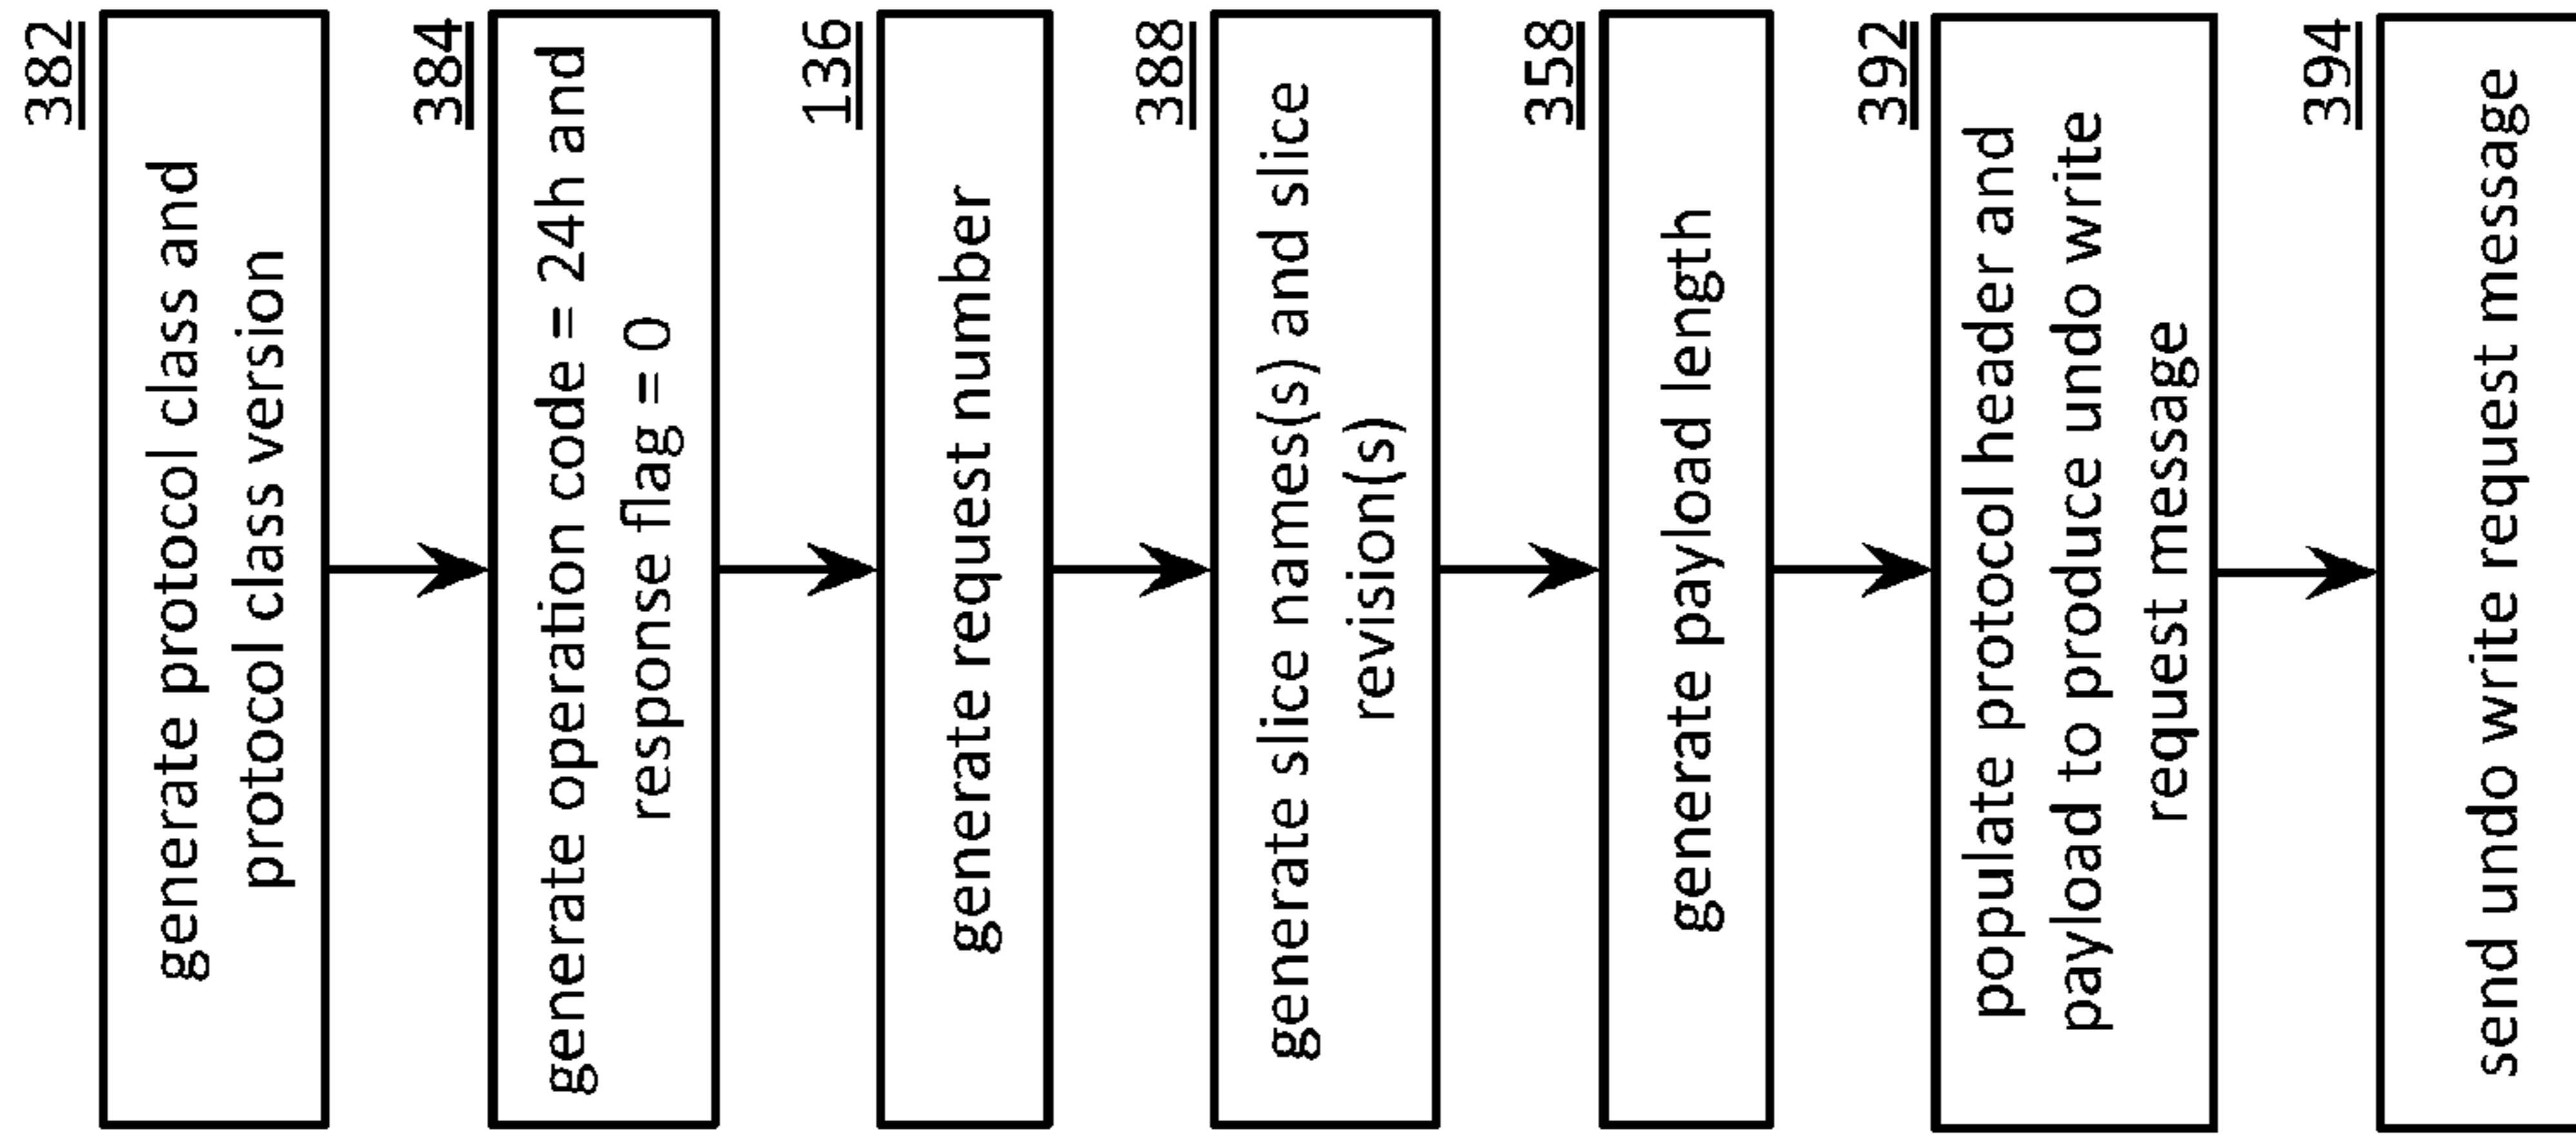 382
generate protocol class and
protocol class version
384
generate operation code = 24h and
response flag = 0
136
generate request number
388
generate slice names(s) and slice
revision(s)
358
generate payload length
392
populate protocol header and
payload to produce undo write
request message
394
send undo write request message